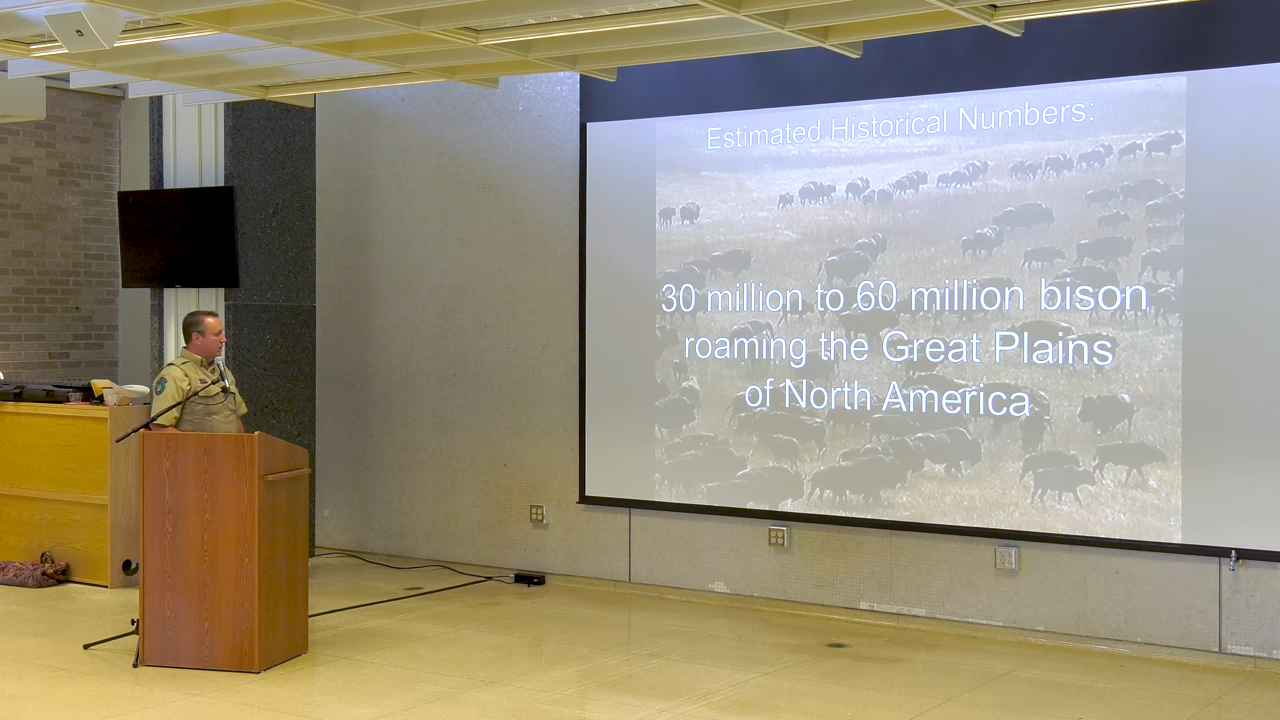 Estimated Historical Numbers:
30 million to 60 million bison
roaming the Great Plains
of North America